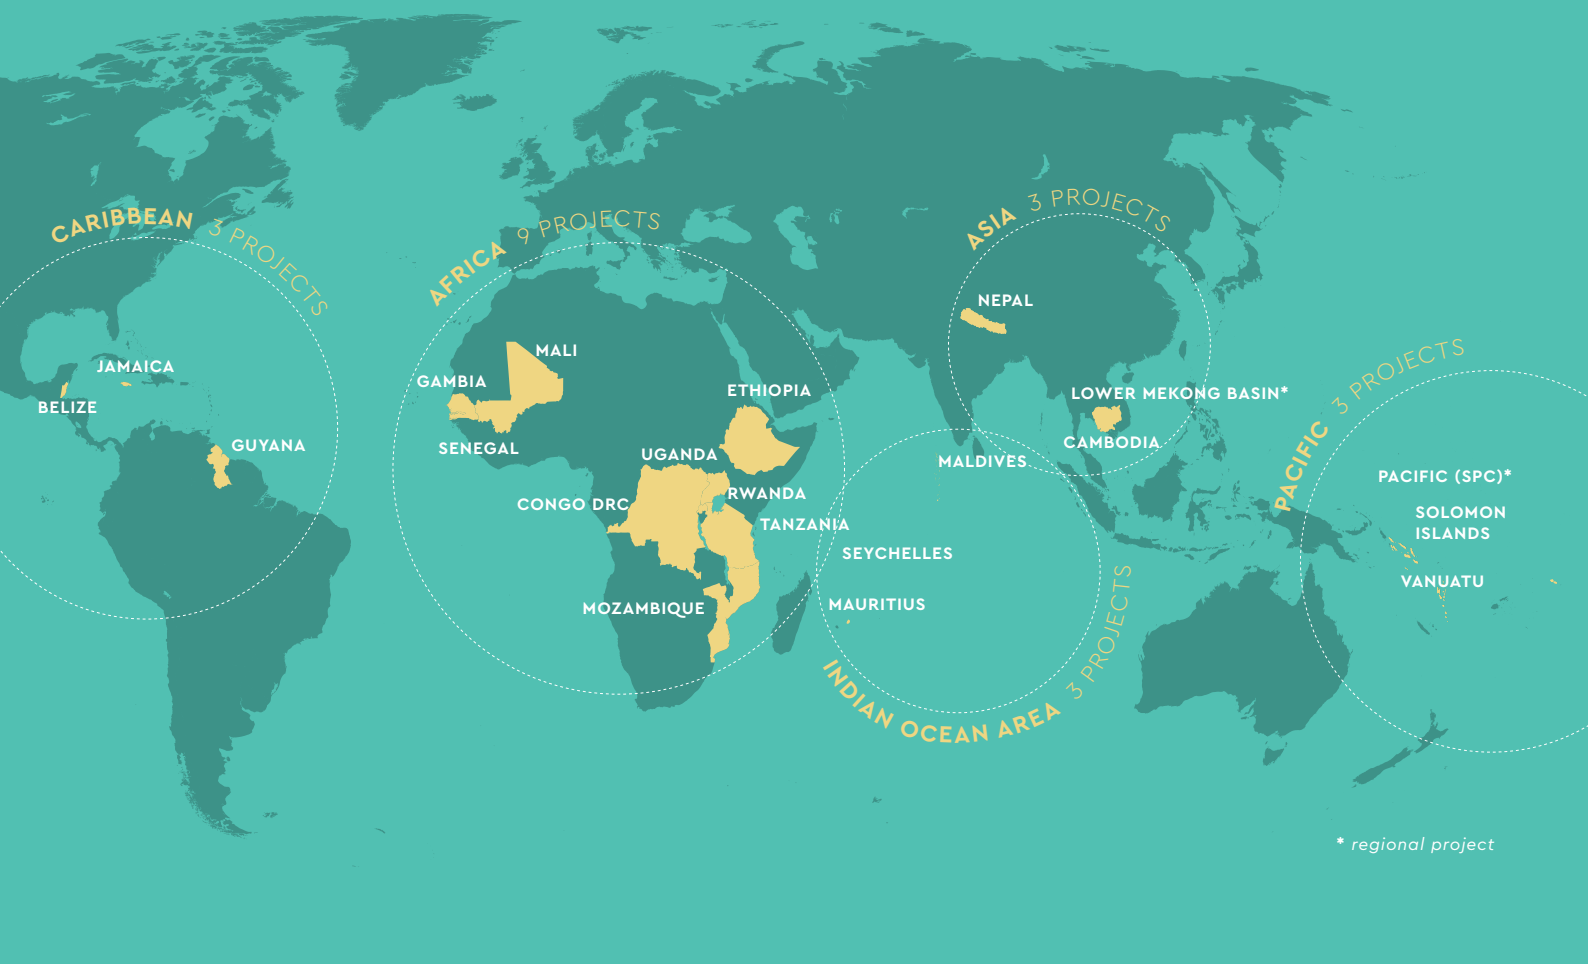 CARIBBEAN 3 PROJECTS
JAMAICA
BELIZE
GUYANA
AFRICA 9 PROJECTS
MALI
GAMBIA
SENEGAL
ETHIOPIA
UGANDA
RWANDA
CONGO DRC
TANZANIA
MOZAMBIQUE
ASIA 3 PROJECTS
NEPAL
LOWER MEKONG BASIN*
CAMBODIA
MALDIVES
SEYCHELLES
MAURITIUS
INDIAN OCEAN AREA 3 PROJECTS
PACIFIC 3 PROJECTS
PACIFIC (SPC)*
SOLOMON
ISLANDS
VANUATU
* regional project